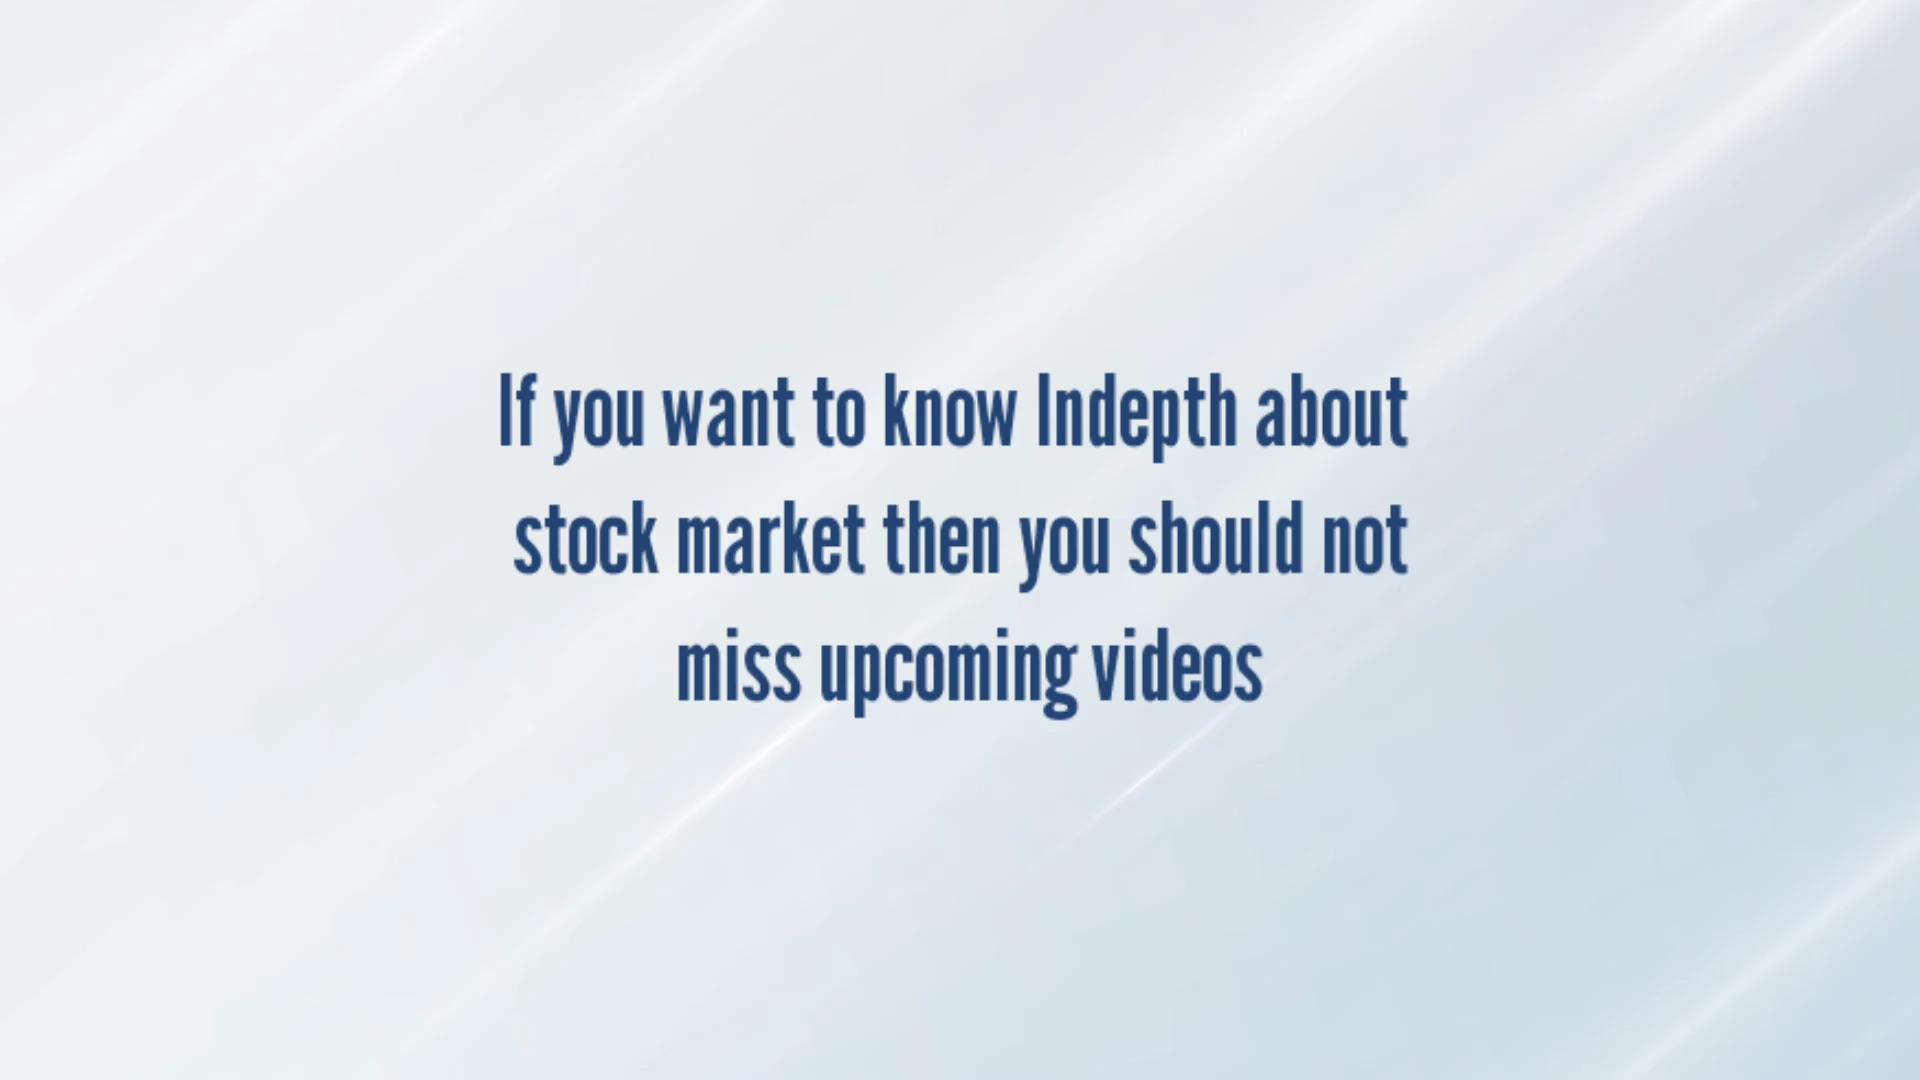 If you want to know Indepth about
stock market then you should not
miss upcoming videos